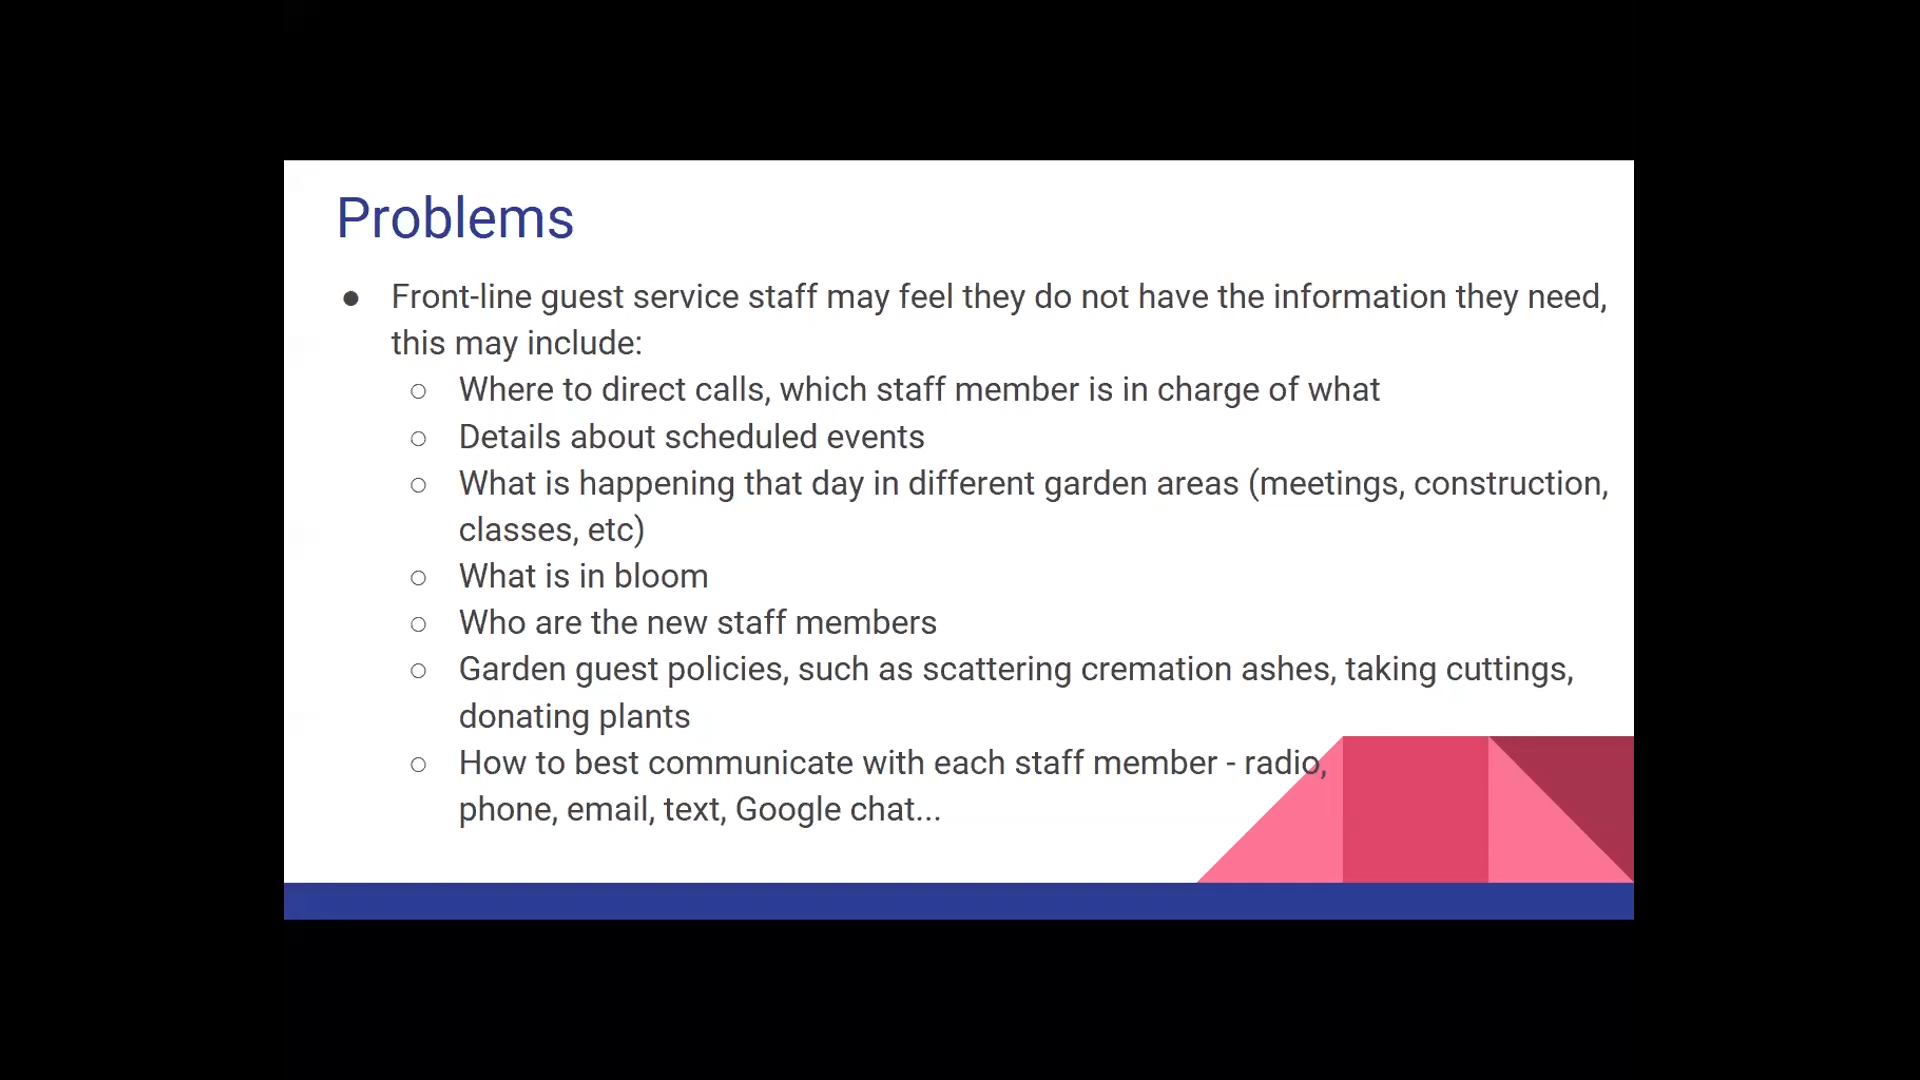 Problems
● Front-line guest service staff may feel they do not have the information they need,
this may include:
○ Where to direct calls, which staff member is in charge of what
○ Details about scheduled events
○ What is happening that day in different garden areas (meetings, construction,
classes, etc)
○ What is in bloom
○ Who are the new staff members
○ Garden guest policies, such as scattering cremation ashes, taking cuttings,
donating plants
○ How to best communicate with each staff member - radio,
phone, email, text, Google chat...